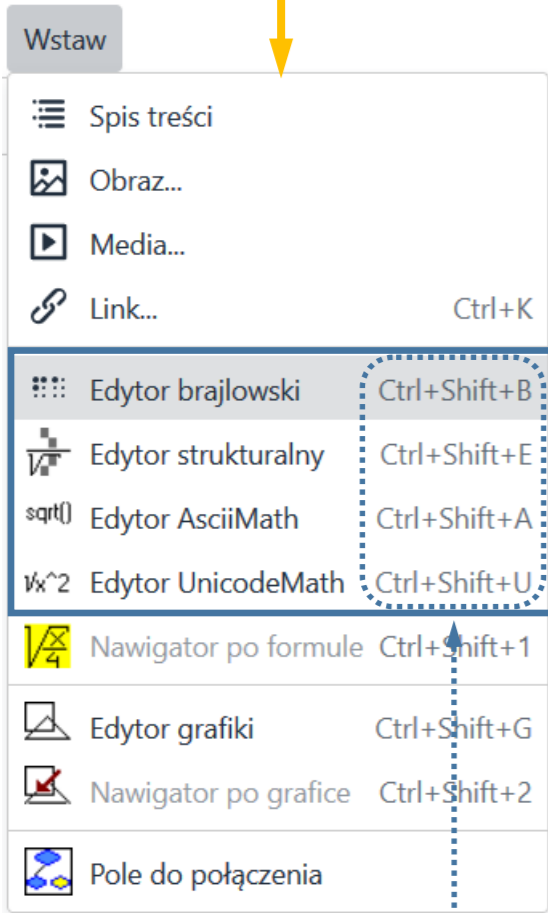 Wstaw
Spis treści
Obraz...
Media...
Link... Ctrl+K
Edytor brajlowski Ctrl+Shift+B
Edytor strukturalny Ctrl+Shift+E
sqrt() Edytor AsciiMath Ctrl+Shift+A
√x^2 Edytor UnicodeMath Ctrl+Shift+U
Nawigator po formule Ctrl+Shift+1
Edytor grafiki Ctrl+Shift+G
Nawigator po grafice Ctrl+Shift+2
Pole do połączenia